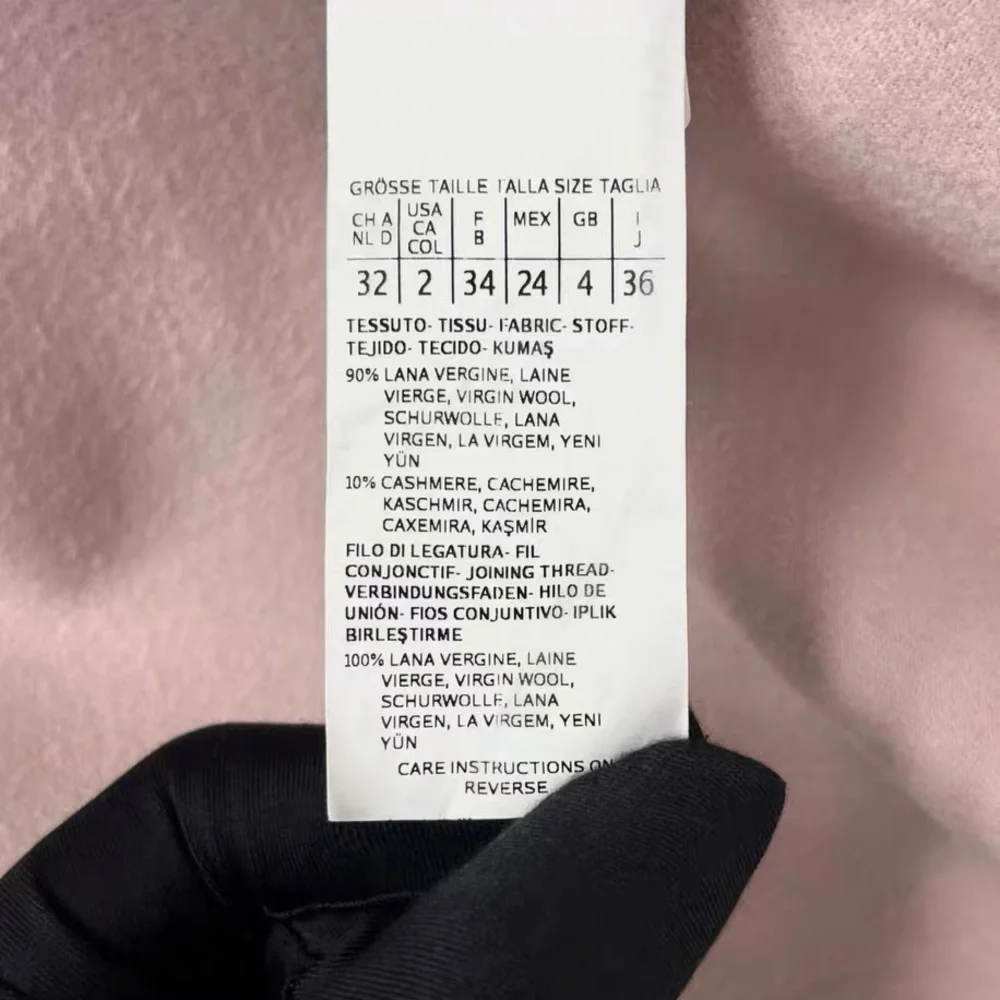 GRÖSSE TAILLE TALLA SIZE TAGLIA
CH A NL D | USA CA COL | F B | MEX | GB | I J
32 | 2 | 34 | 24 | 4 | 36
TESSUTO- TISSU- FABRIC- STOFF-
TEJIDO- TECIDO- KUMAŞ
90% LANA VERGINE, LAINE
VIERGE, VIRGIN WOOL,
SCHURWOLLE, LANA
VIRGEN, LA VIRGEM, YENI
YÜN
10% CASHMERE, CACHEMIRE,
KASCHMIR, CACHEMIRA,
CAXEMIRA, KAŞMİR
FILO DI LEGATURA- FIL
CONJONCTIF- JOINING THREAD-
VERBINDUNGSFADEN- HILO DE
UNIÓN- FIOS CONJUNTIVO- IPLIK
BIRLEŞTIRME
100% LANA VERGINE, LAINE
VIERGE, VIRGIN WOOL,
SCHURWOLLE, LANA
VIRGEN, LA VIRGEM, YENI
YÜN
CARE INSTRUCTIONS ON
REVERSE